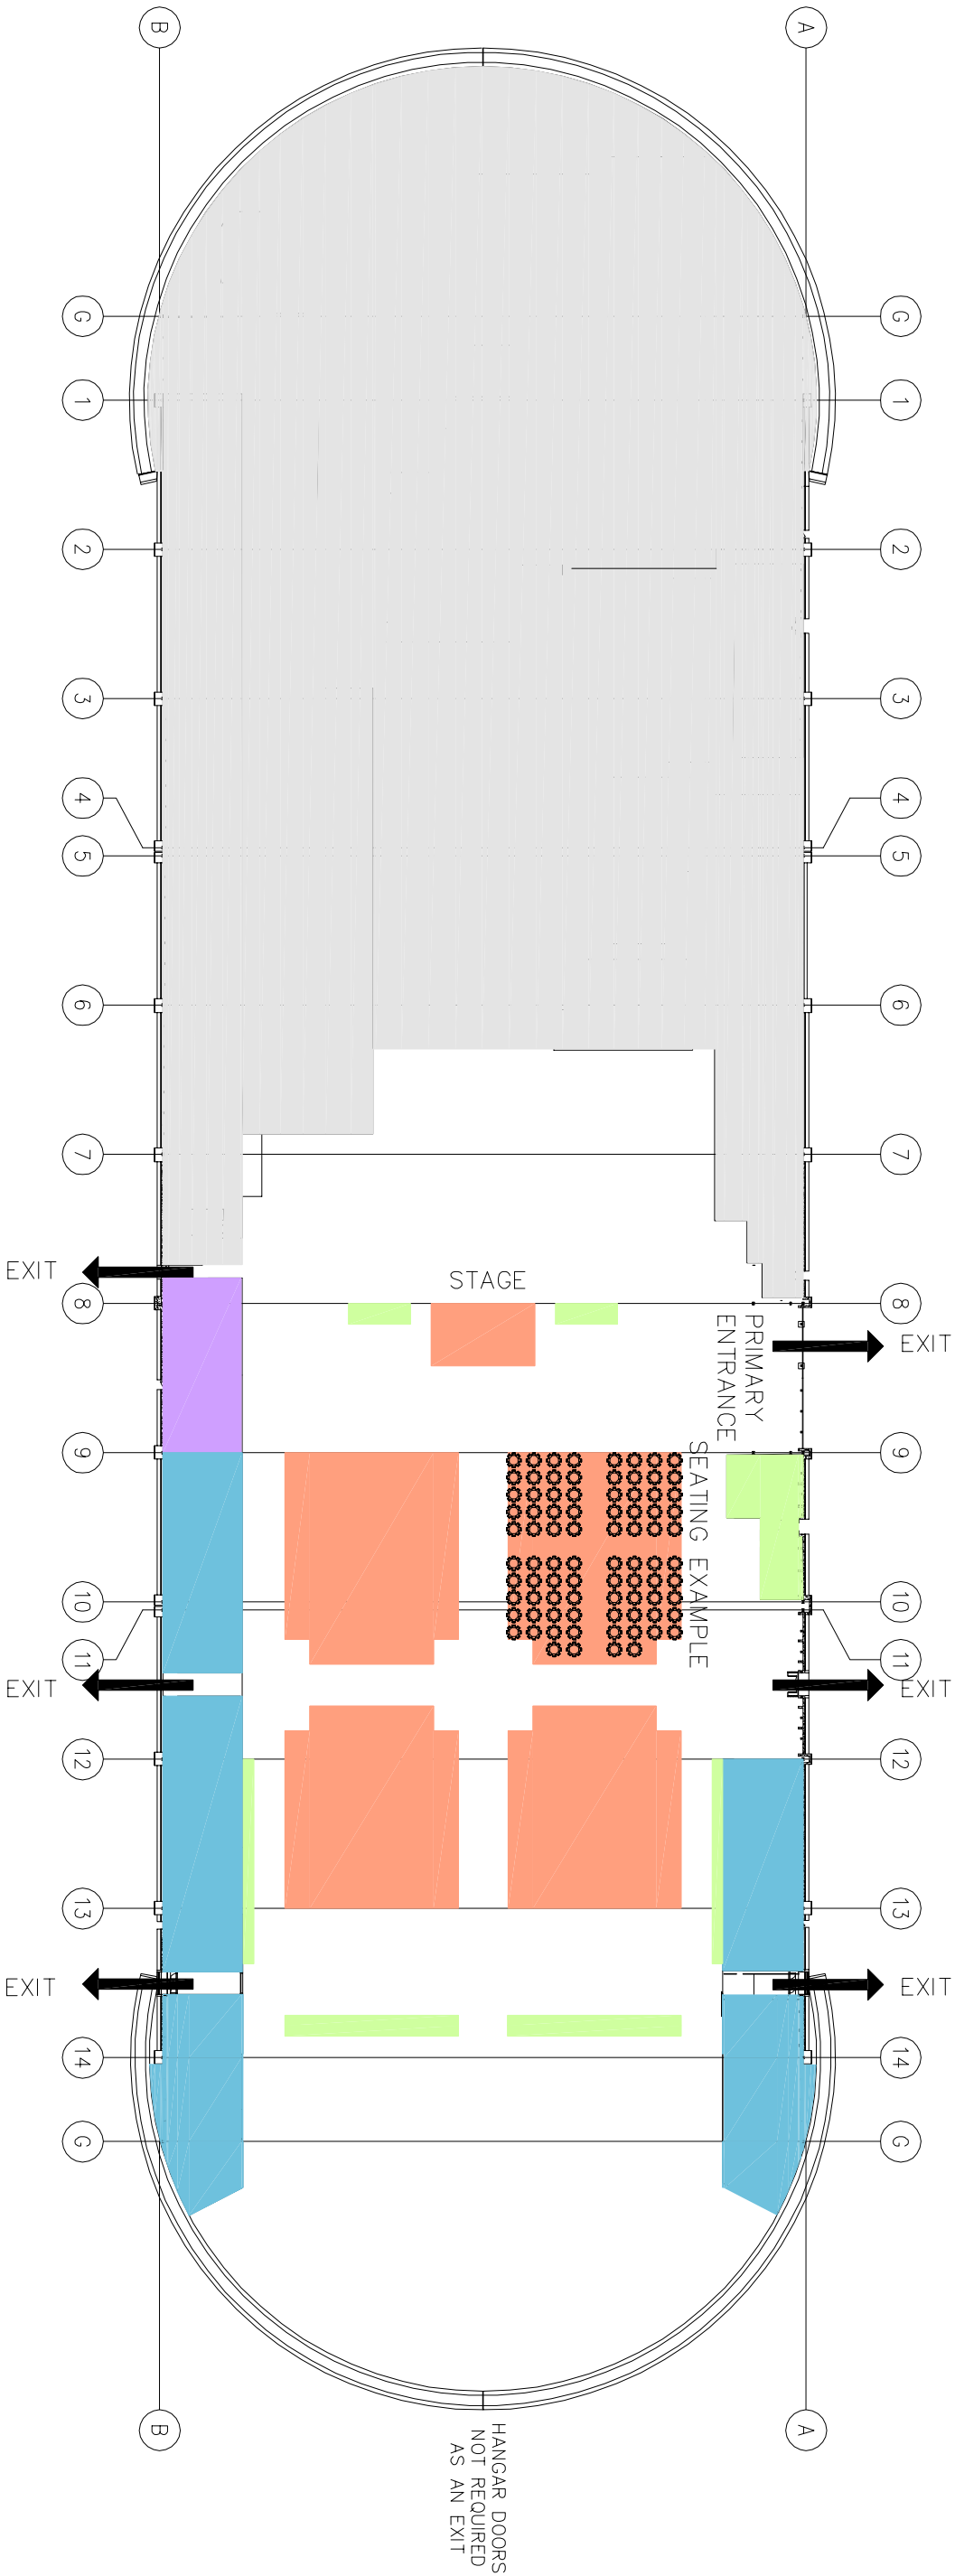 B
A
G
G
1
1
2
2
3
3
4
4
5
5
6
6
7
7
EXIT
STAGE
8
8
PRIMARY
ENTRANCE
EXIT
9
9
SEATING EXAMPLE
10
10
11
11
EXIT
EXIT
12
12
13
13
EXIT
EXIT
14
14
G
G
B
A
HANGAR DOORS
NOT REQUIRED
AS AN EXIT